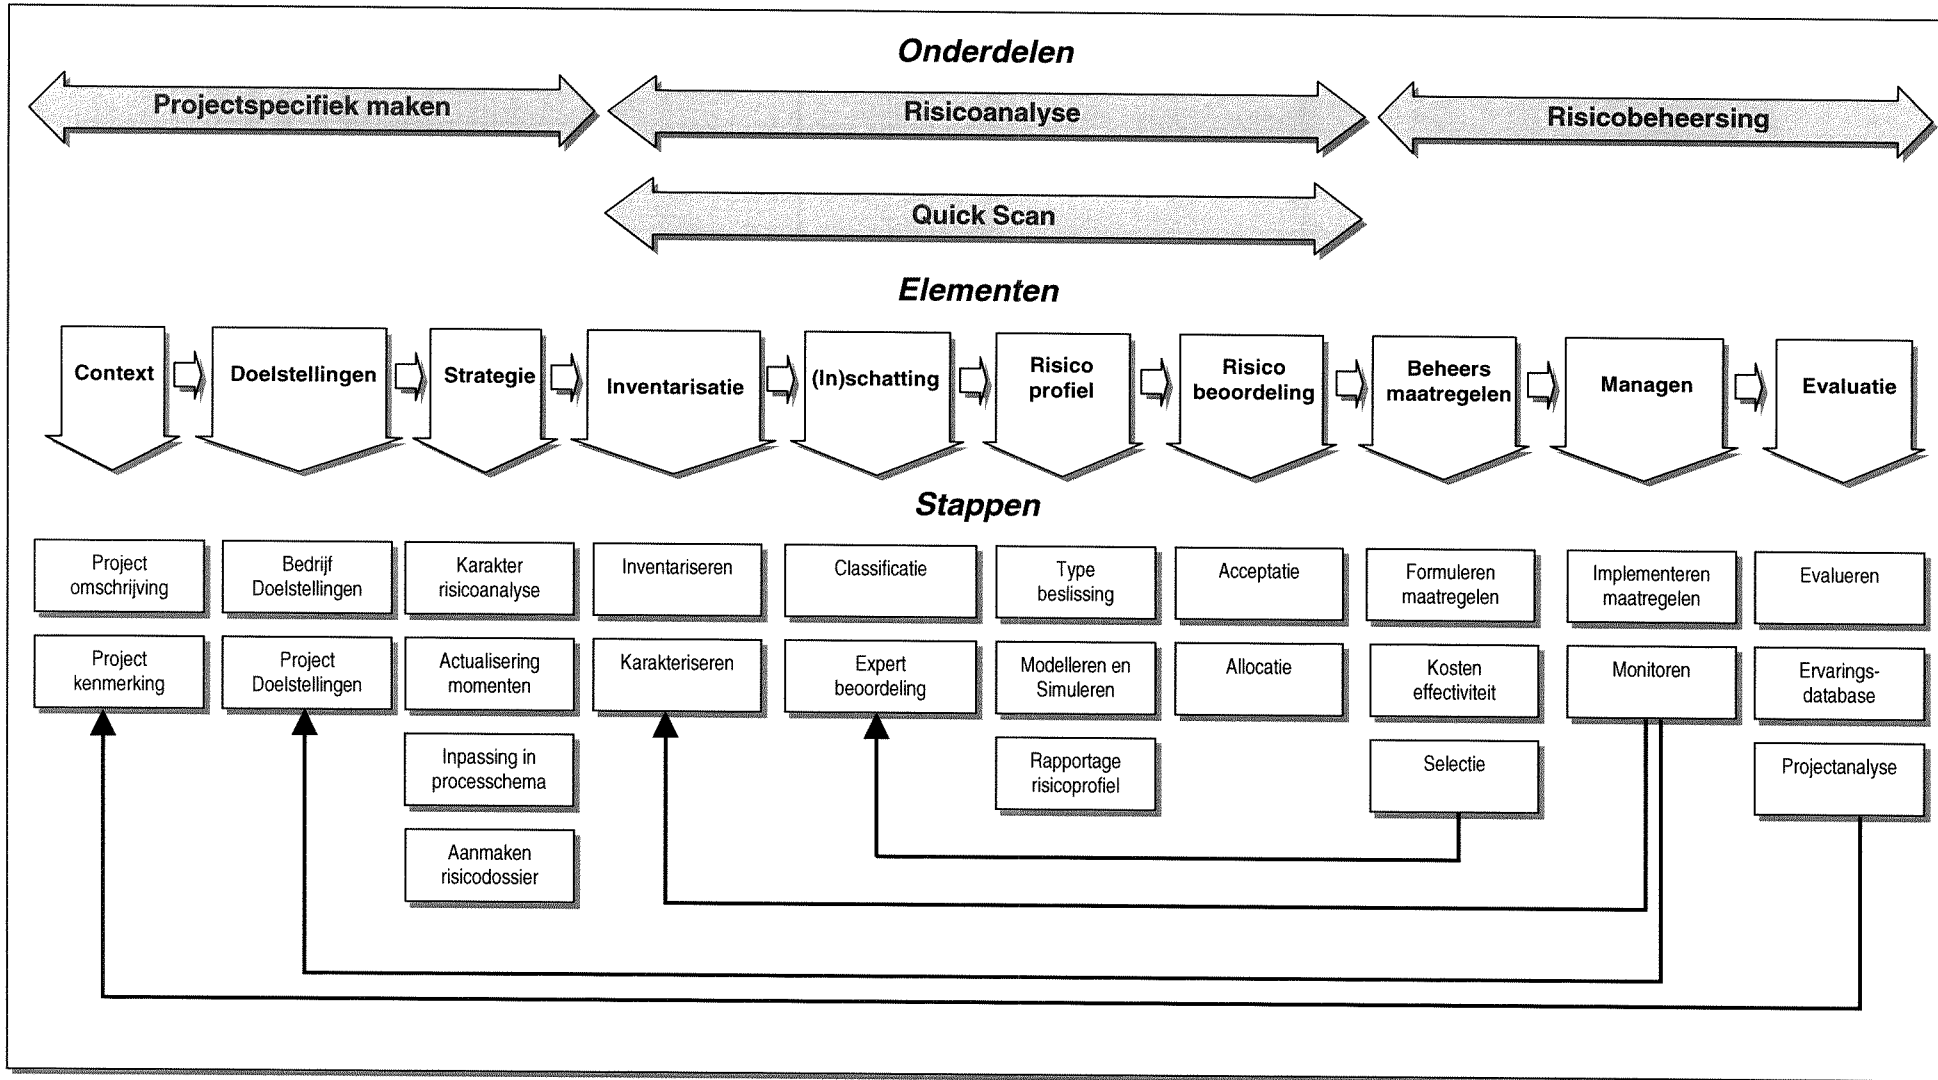 Onderdelen
Projectspecifiek maken
Risicoanalyse
Risicobeheersing
Quick Scan
Elementen
Context
Doelstellingen
Strategie
Inventarisatie
(In)schatting
Risico
profiel
Risico
beoordeling
Beheers
maatregelen
Managen
Evaluatie
Stappen
Project
omschrijving
Bedrijf
Doelstellingen
Karakter
risicoanalyse
Inventariseren
Classificatie
Type
beslissing
Acceptatie
Formuleren
maatregelen
Implementeren
maatregelen
Evalueren
Project
kenmerking
Project
Doelstellingen
Actualisering
momenten
Karakteriseren
Expert
beoordeling
Modelleren en
Simuleren
Allocatie
Kosten
effectiviteit
Monitoren
Ervarings-
database
Inpassing in
processchema
Rapportage
risicoprofiel
Selectie
Projectanalyse
Aanmaken
risicodossier